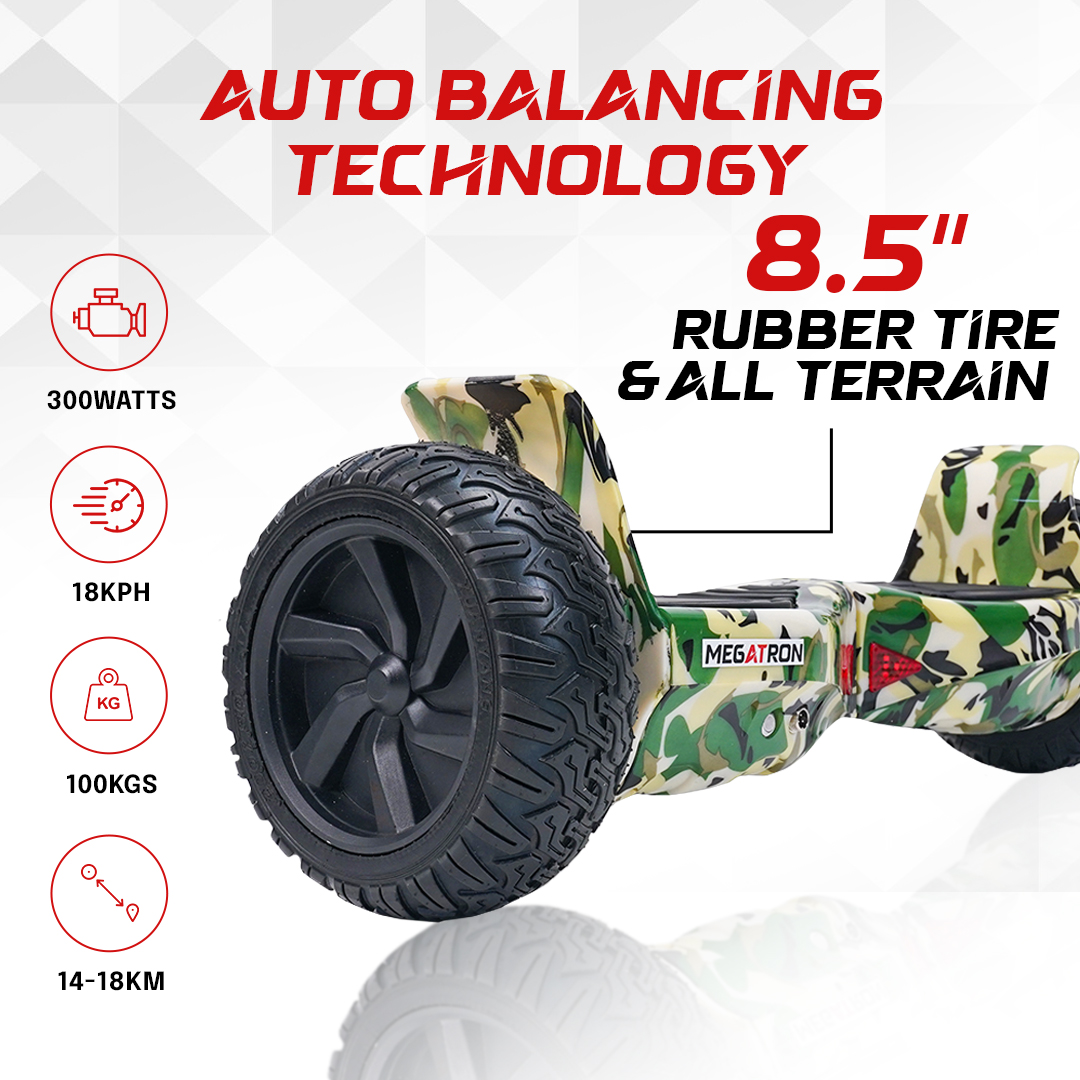 AUTO BALANCING
TECHNOLOGY
8.5"
RUBBER TIRE
& ALL TERRAIN
300WATTS
18KPH
KG
100KGS
14-18KM
MEGATRON